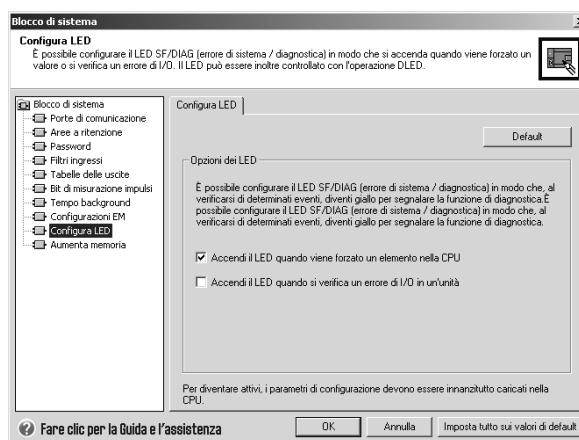 Blocco di sistema
Configura LED
È possibile configurare il LED SF/DIAG (errore di sistema / diagnostica) in modo che si accenda quando viene forzato un
valore o si verifica un errore di I/O. Il LED può essere inoltre controllato con l'operazione DLED.
Blocco di sistema
Porte di comunicazione
Aree a ritenzione
Password
Filtri ingressi
Tabelle delle uscite
Bit di misurazione impulsi
Tempo background
Configurazioni EM
Configura LED
Aumenta memoria
Configura LED
Default
Opzioni dei LED
È possibile configurare il LED SF/DIAG (errore di sistema / diagnostica) in modo che, al
verificarsi di determinati eventi, diventi giallo per segnalare la funzione di diagnostica.È
possibile configurare il LED SF/DIAG (errore di sistema / diagnostica) in modo che, al
verificarsi di determinati eventi, diventi giallo per segnalare la funzione di diagnostica.
Accendi il LED quando viene forzato un elemento nella CPU
Accendi il LED quando si verifica un errore di I/O in un'unità
Per diventare attivi, i parametri di configurazione devono essere innanzitutto caricati nella
CPU.
Fare clic per la Guida e l'assistenza
OK
Annulla
Imposta tutto sui valori di default